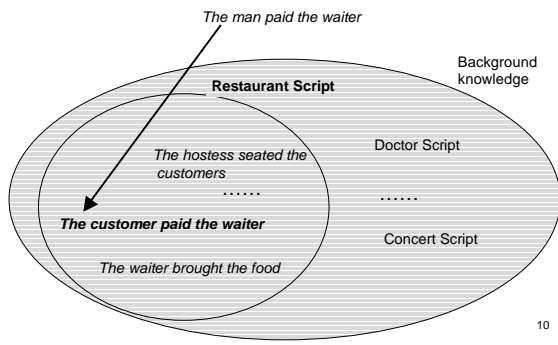 The man paid the waiter
Background
knowledge
Restaurant Script
The hostess seated the
customers
......
Doctor Script
......
The customer paid the waiter
Concert Script
The waiter brought the food
10